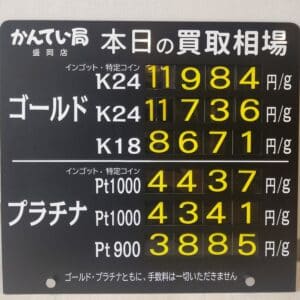 かんてい局 盛岡店 本日の買取相場
インゴット・特定コイン
K24 11984 円/g
ゴールド K24 11736 円/g
K18 8671 円/g
インゴット・特定コイン
Pt1000 4437 円/g
プラチナ Pt1000 4341 円/g
Pt900 3885 円/g
ゴールド・プラチナともに、手数料は一切いただきません